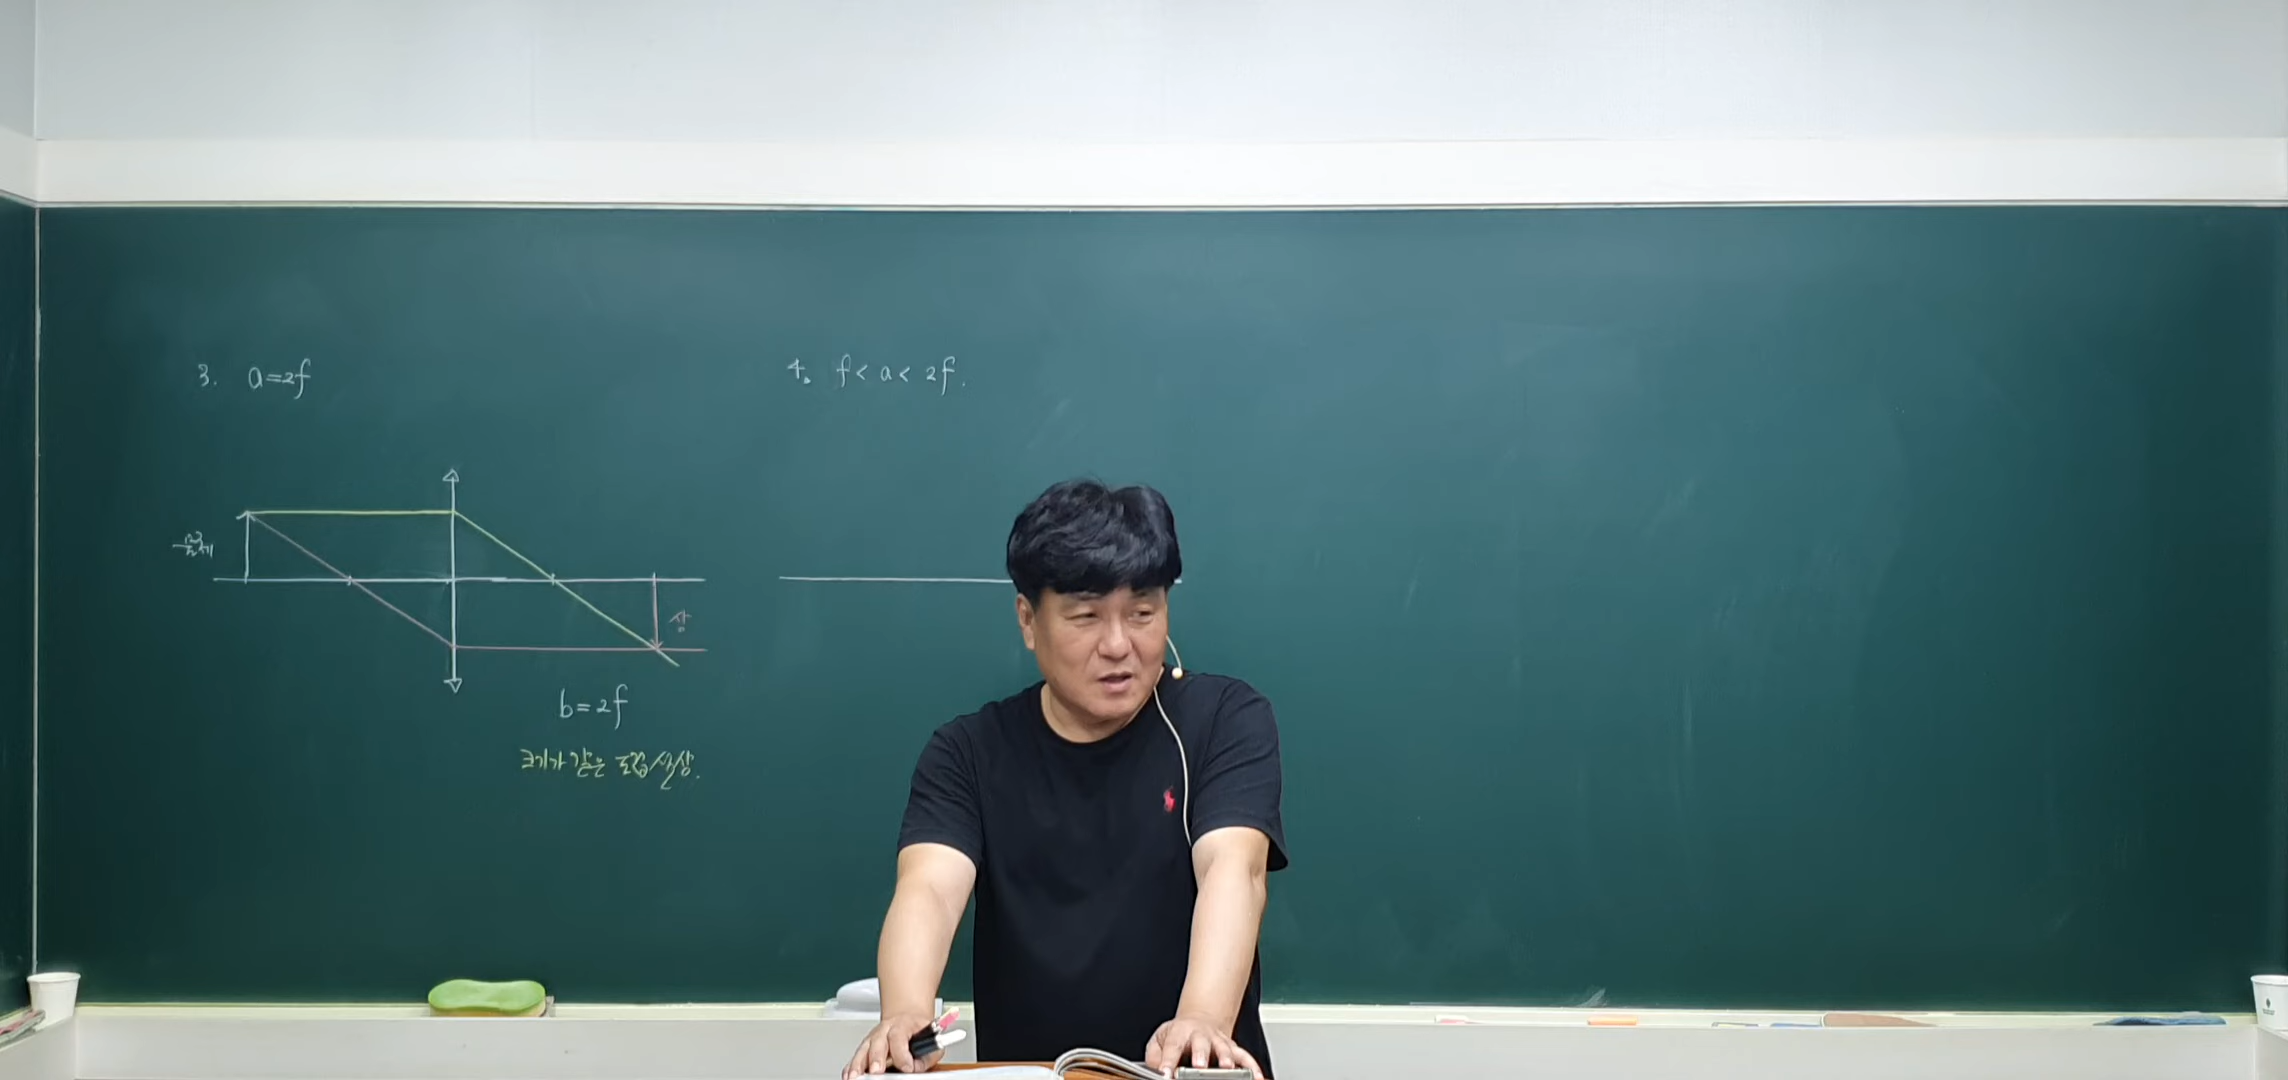 3. a=2f
4. f< a< 2f.
물체
상
b=2f
크기가 같은 도립실상.